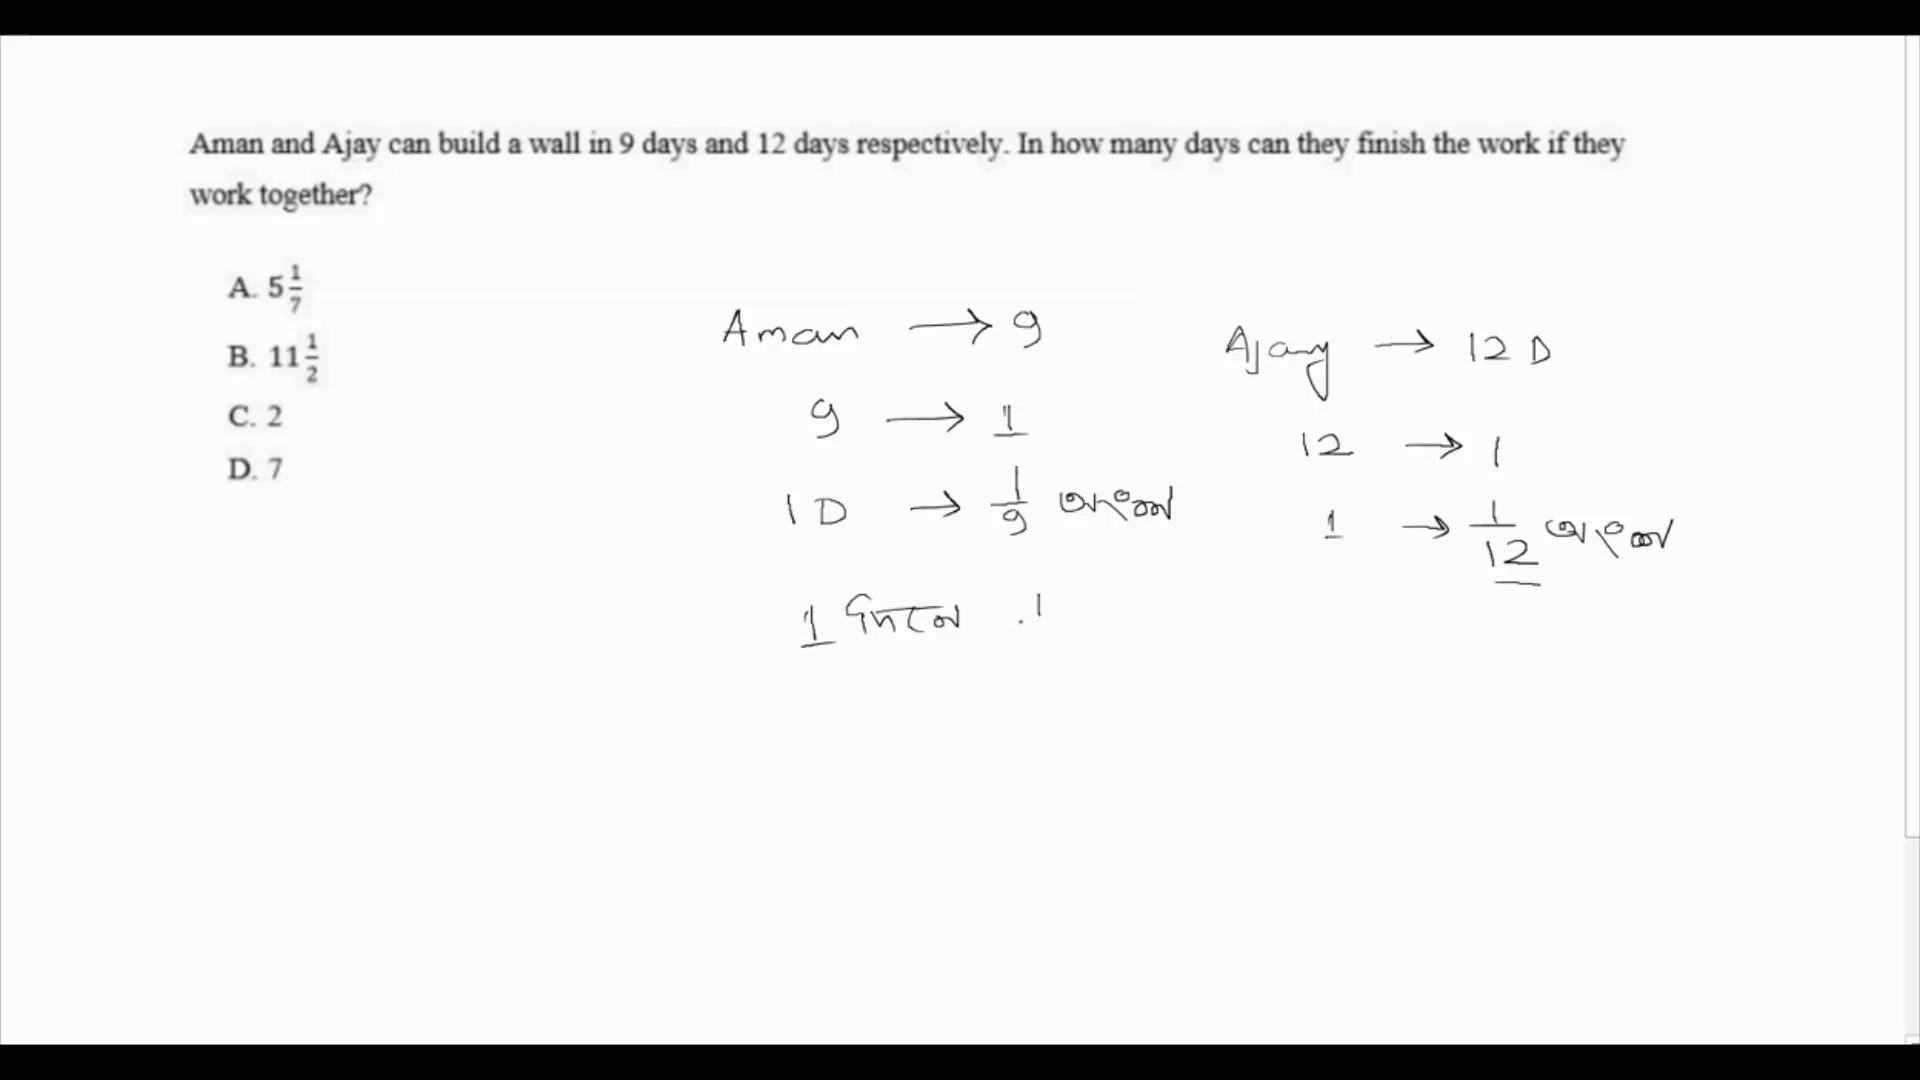 Aman and Ajay can build a wall in 9 days and 12 days respectively. In how many days can they finish the work if they
work together?
A. 5 1/7
B. 11 1/2
C. 2
D. 7
Aman → 9
9 → 1
1 D → 1/9 অংশ
1 দিনে . 1
Ajay → 12 D
12 → 1
1 → 1/12 অংশ